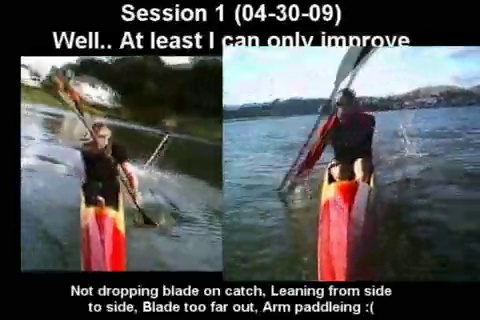 Session 1 (04-30-09)
Well.. At least I can only improve
Not dropping blade on catch, Leaning from side
to side, Blade too far out, Arm paddleing :(